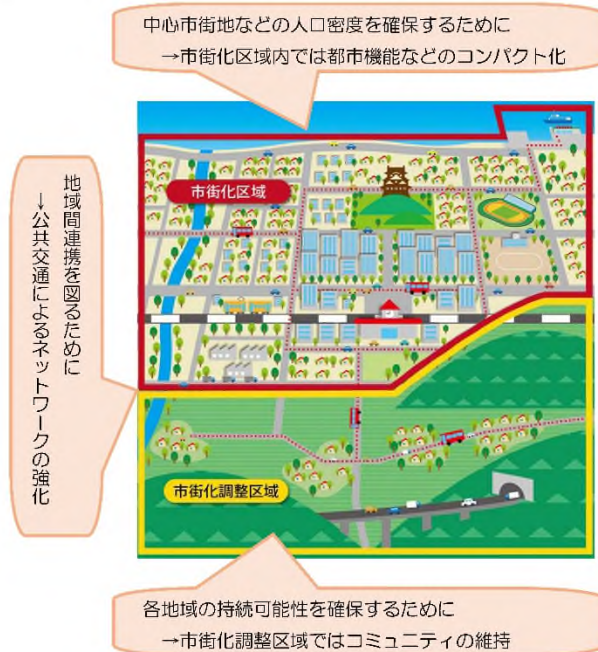 中心市街地などの人口密度を確保するために
→市街化区域内では都市機能などのコンパクト化
地域間連携を図るために
→公共交通によるネットワークの強化
市街化区域
市街化調整区域
各地域の持続可能性を確保するために
→市街化調整区域ではコミュニティの維持